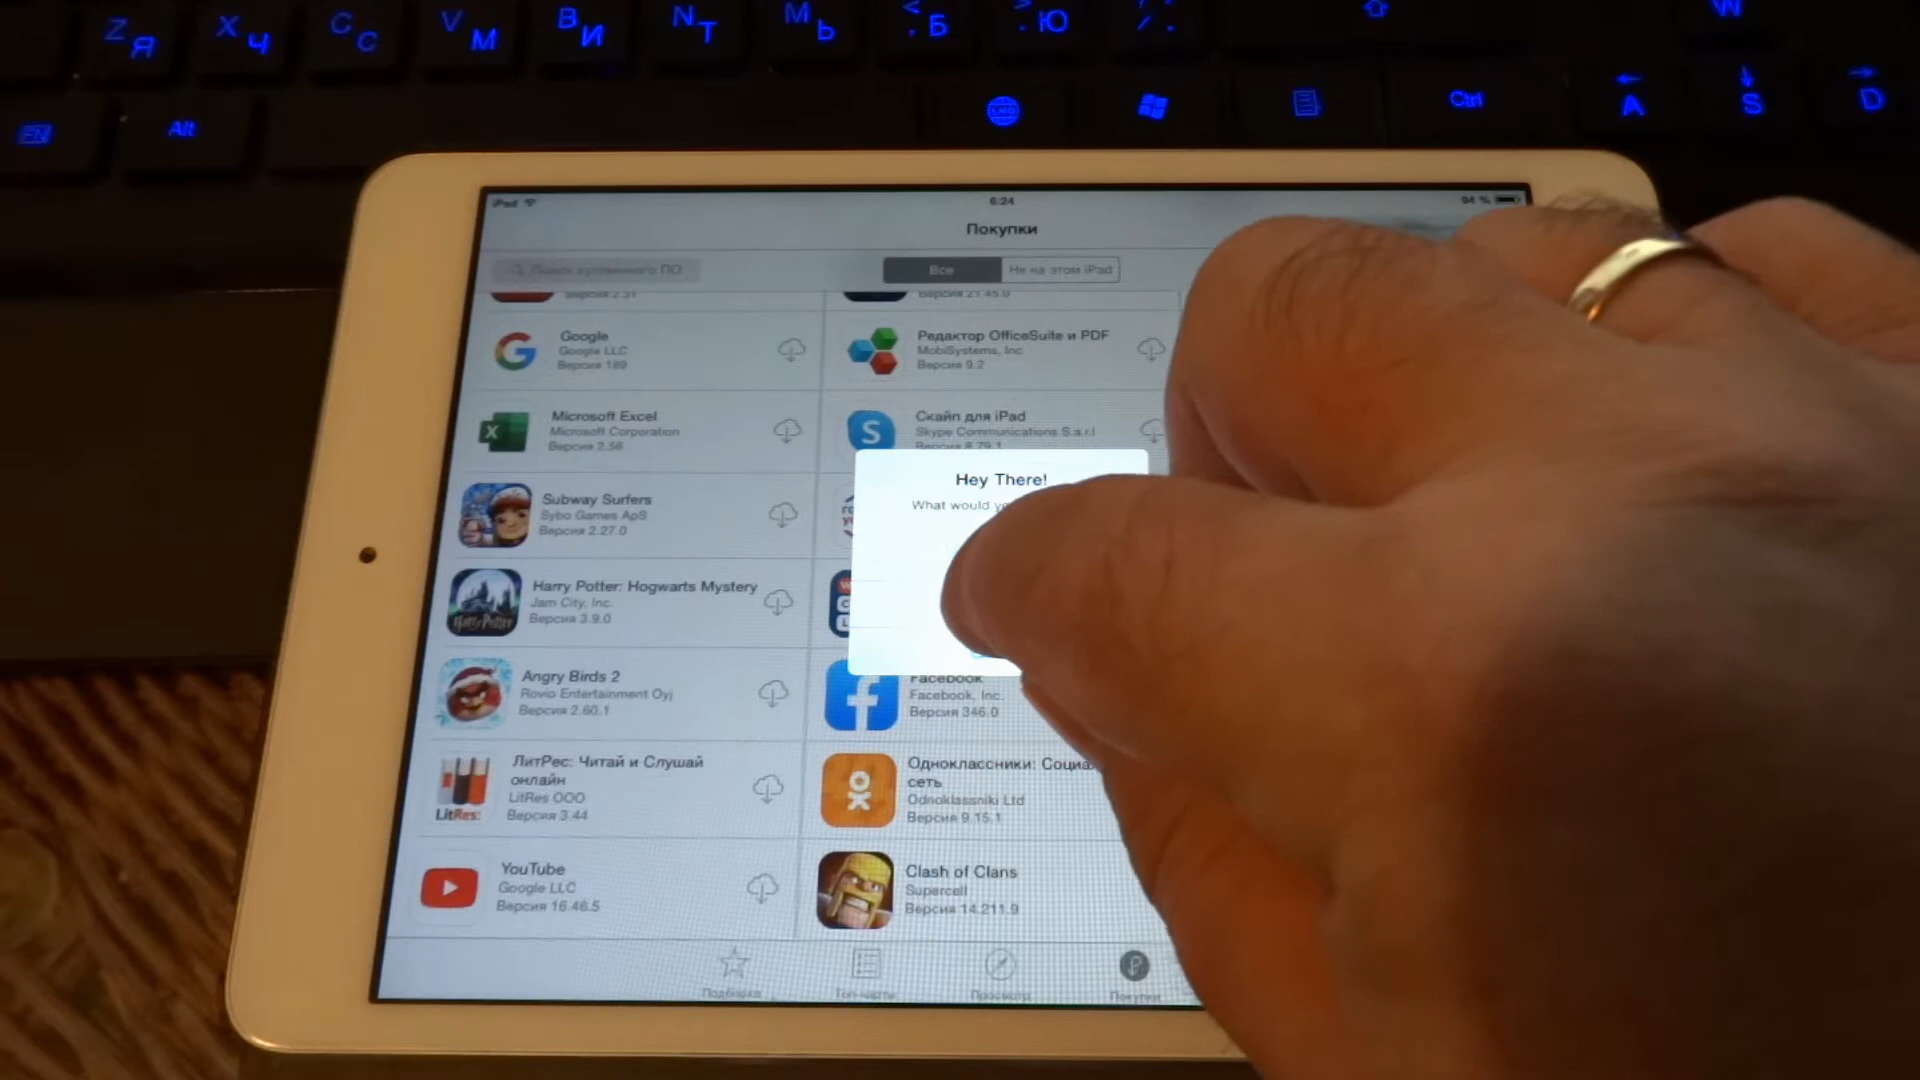 Z Я X Ч C С V М B И N Т M Ь < , Б > . Ю / .
W
FN Alt Ctrl A S D
iPad 6:24 94 %
Покупки
Поиск купленного ПО Все Не на этом iPad
Версия 2.31 Версия 21.45.0
Google
Google LLC
Версия 189
Редактор OfficeSuite и PDF
MobiSystems, Inc
Версия 9.2
Microsoft Excel
Microsoft Corporation
Версия 2.56
Скайп для iPad
Skype Communications S.a.r.l
Версия 8.79.1
Hey There!
What would
Subway Surfers
Sybo Games ApS
Версия 2.27.0
Harry Potter: Hogwarts Mystery
Jam City, Inc.
Версия 3.9.0
Harry Potter
Angry Birds 2
Rovio Entertainment Oyj
Версия 2.60.1
Facebook
Facebook, Inc.
Версия 346.0
ЛитРес: Читай и Слушай
онлайн
LitRes OOO
Версия 3.44
LitRes:
Одноклассники: Социа
сеть
Odnoklassniki Ltd
Версия 9.15.1
YouTube
Google LLC
Версия 16.46.5
Clash of Clans
Supercell
Версия 14.211.9
Подборка Топ-чарты Просмотр Покупки